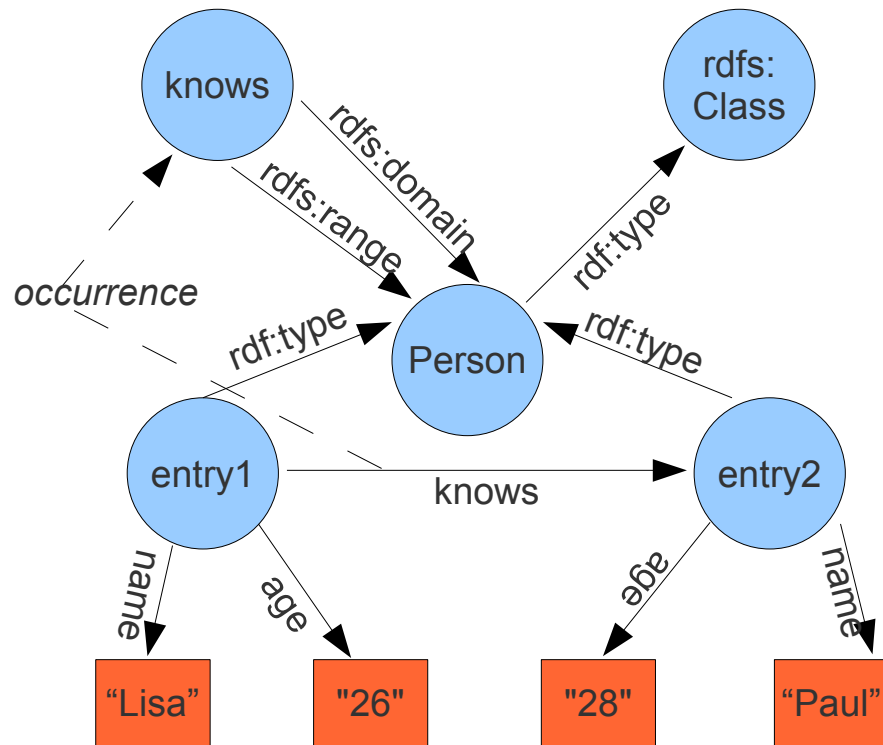 knows
rdfs:
Class
rdfs:domain
rdfs:range
rdf:type
occurrence
rdf:type
rdf:type
Person
entry1
knows
entry2
name
age
age
name
“Lisa”
"26"
"28"
“Paul”